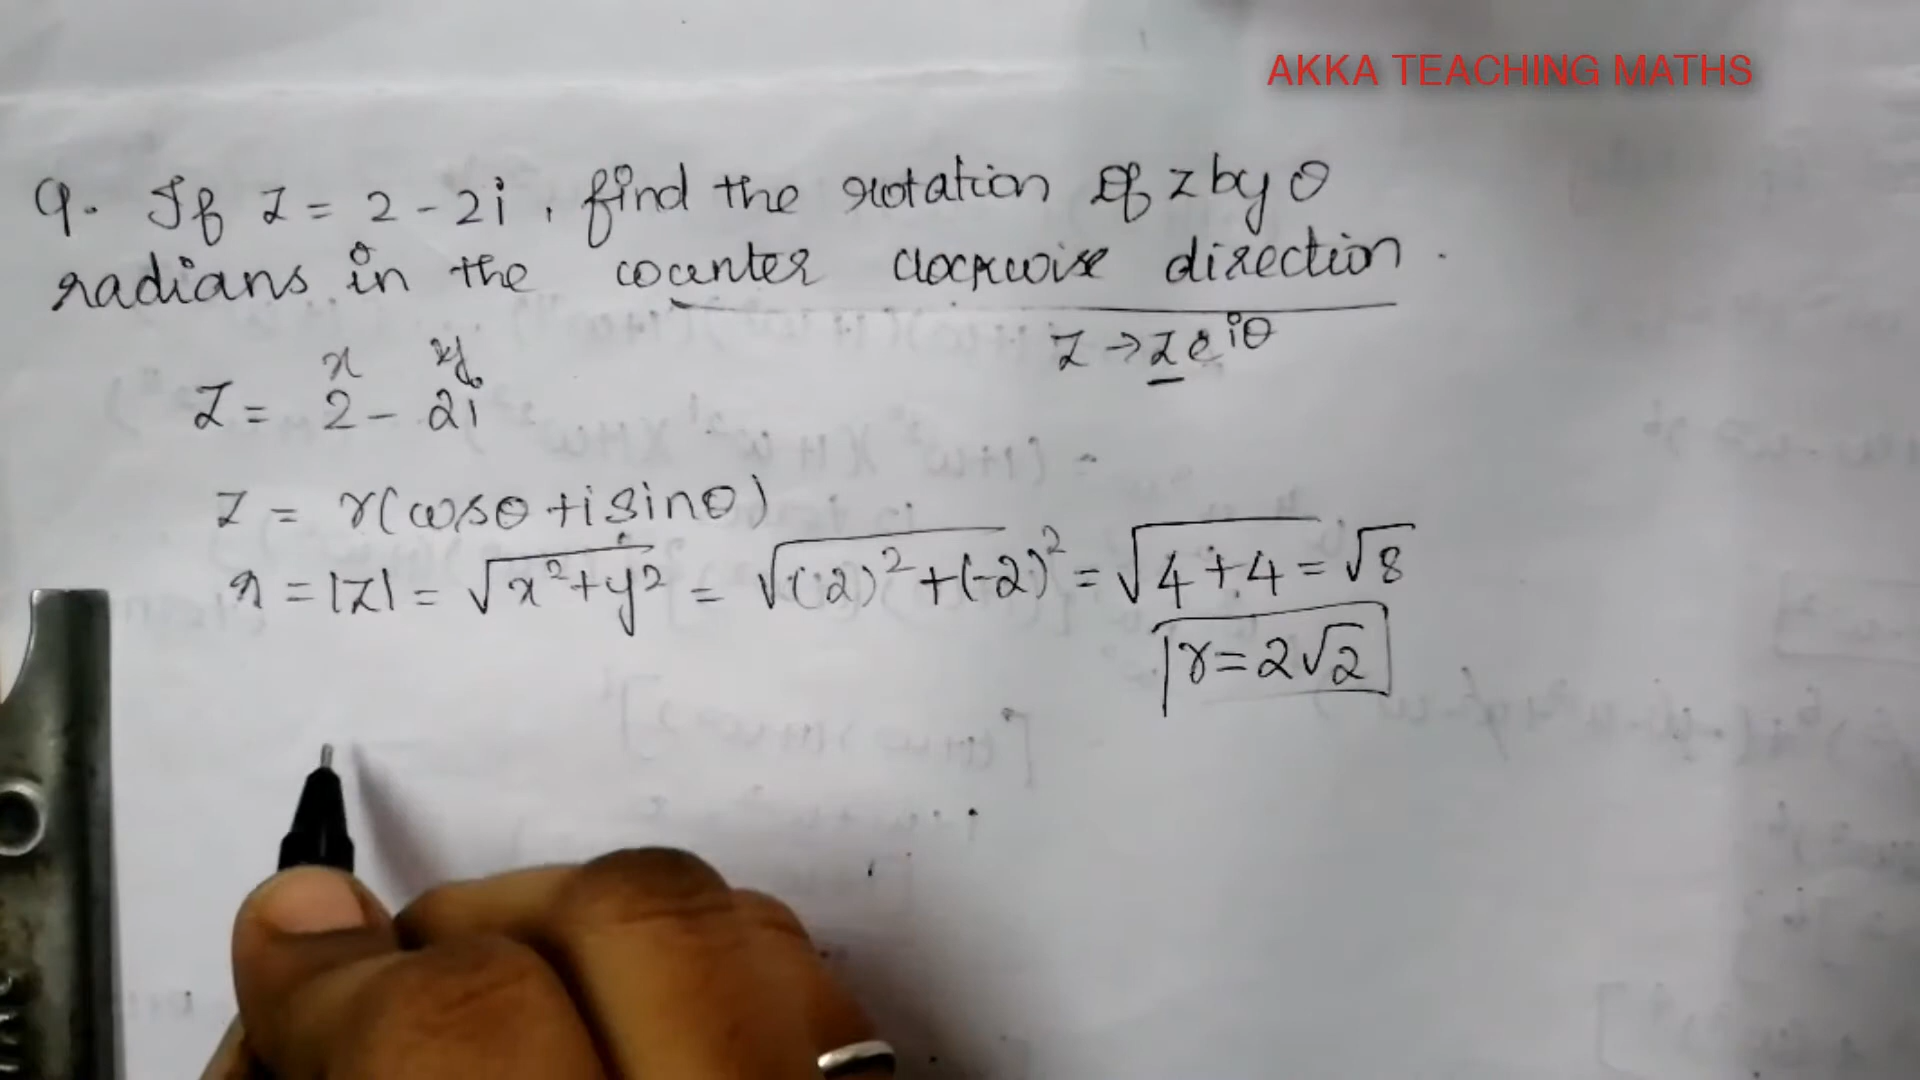 AKKA TEACHING MATHS
9. If z = 2 - 2i, find the rotation of z by θ
radians in the counter clockwise direction.
z → z e^{iθ}
x y
z = 2 - 2i
z = r(cosθ + i sinθ)
r = |z| = √(x² + y²) = √((2)² + (-2)²) = √(4 + 4) = √8
r = 2√2